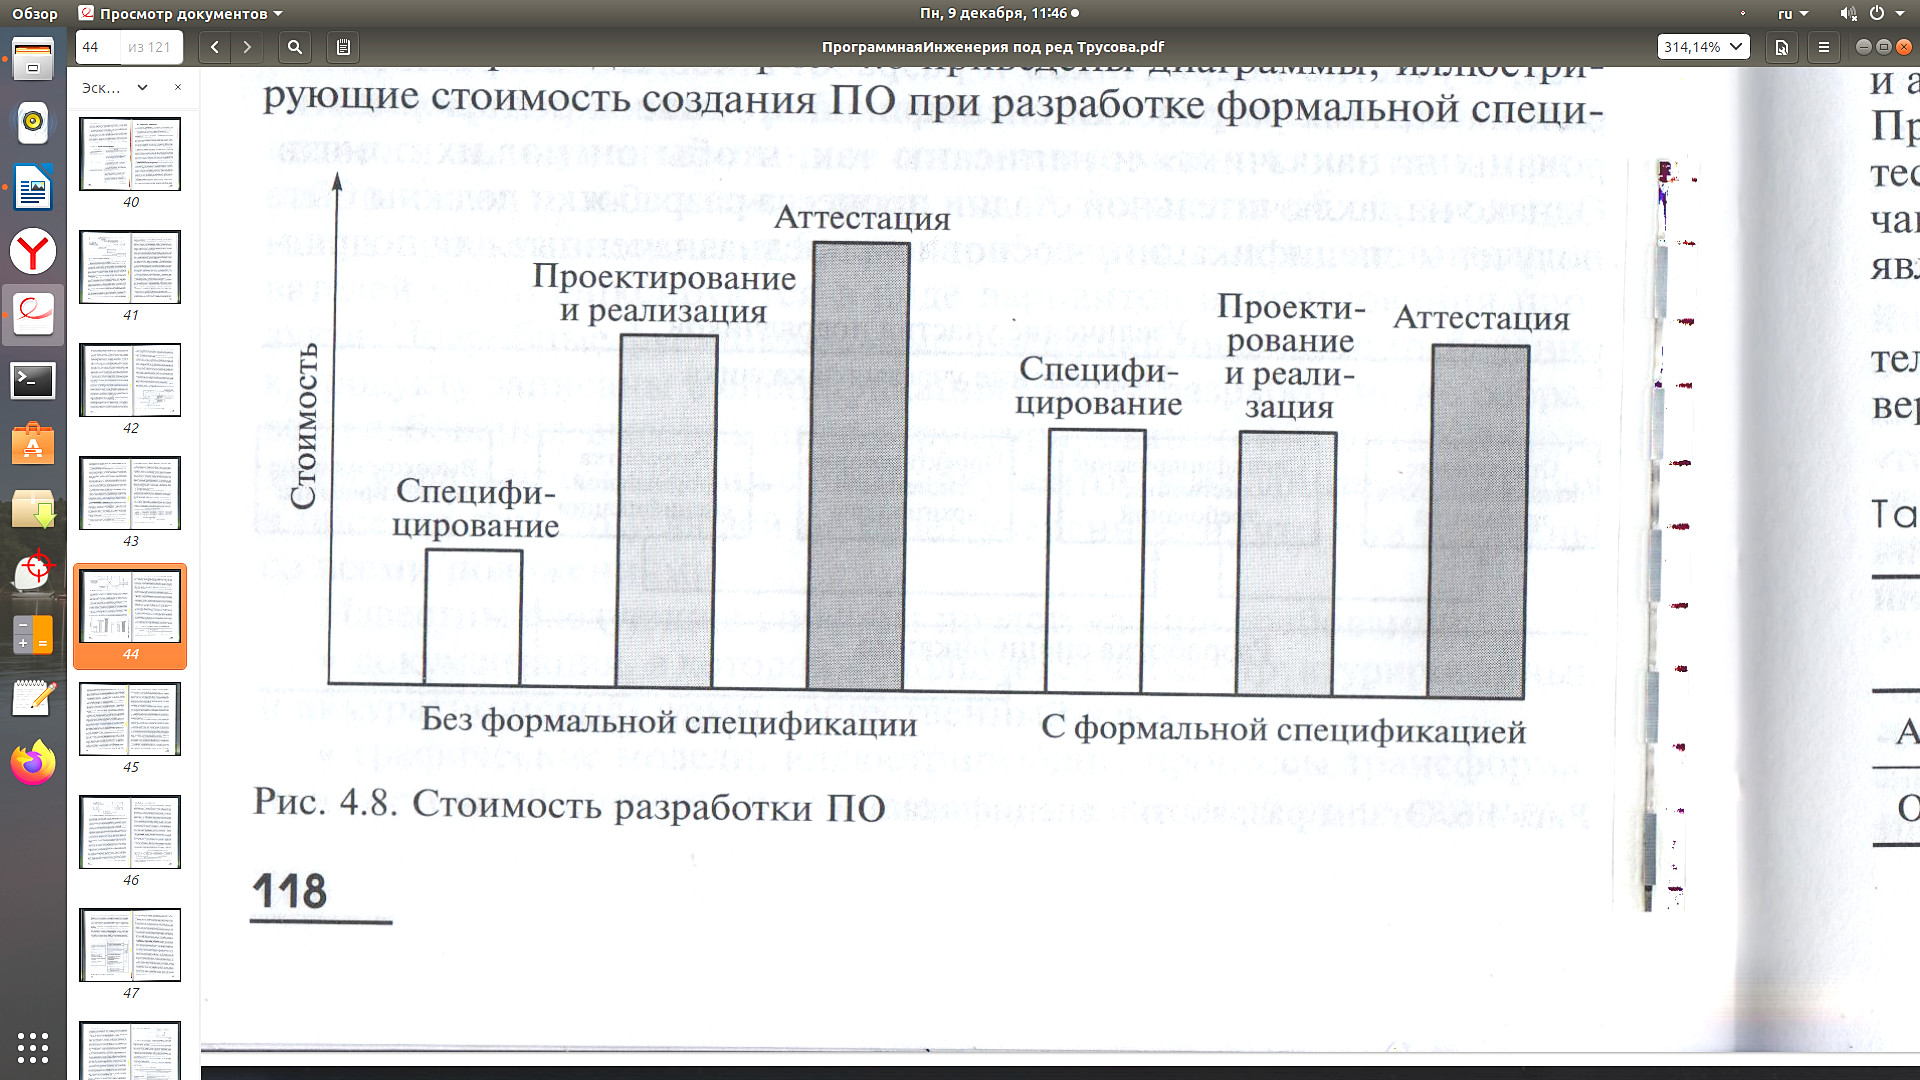 Обзор
Просмотр документов
Пн, 9 декабря, 11:46
ru
44
из 121
ПрограммнаяИнженерия под ред Трусова.pdf
314,14%
Эск...
40
41
42
43
44
45
46
47
рующие стоимость создания ПО при разработке формальной специ-
Стоимость
Специфи-
цирование
Проектирование
и реализация
Аттестация
Специфи-
цирование
Проекти-
рование
и реали-
зация
Аттестация
Без формальной спецификации
С формальной спецификацией
Рис. 4.8. Стоимость разработки ПО
118